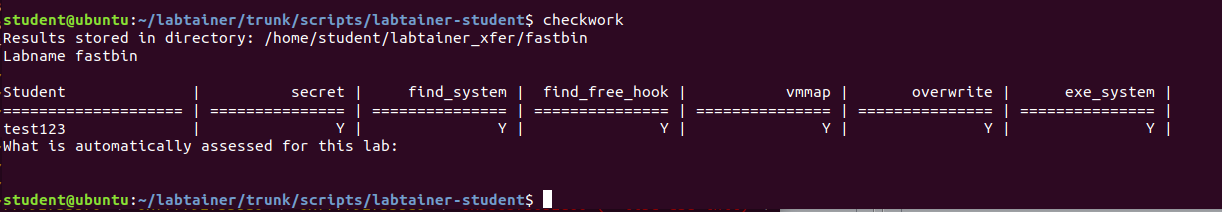 student@ubuntu:~/labtainer/trunk/scripts/labtainer-student$ checkwork
Results stored in directory: /home/student/labtainer_xfer/fastbin
Labname fastbin
Student | secret | find_system | find_free_hook | vmmap | overwrite | exe_system |
==================== | =============== | =============== | =============== | =============== | =============== | =============== |
test123 | Y | Y | Y | Y | Y | Y |
What is automatically assessed for this lab:
student@ubuntu:~/labtainer/trunk/scripts/labtainer-student$